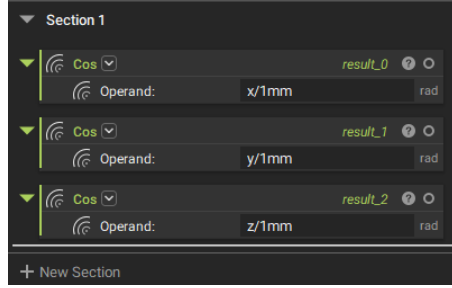 Section 1
Cos result_0 ?
Operand: x/1mm rad
Cos result_1 ?
Operand: y/1mm rad
Cos result_2 ?
Operand: z/1mm rad
+ New Section